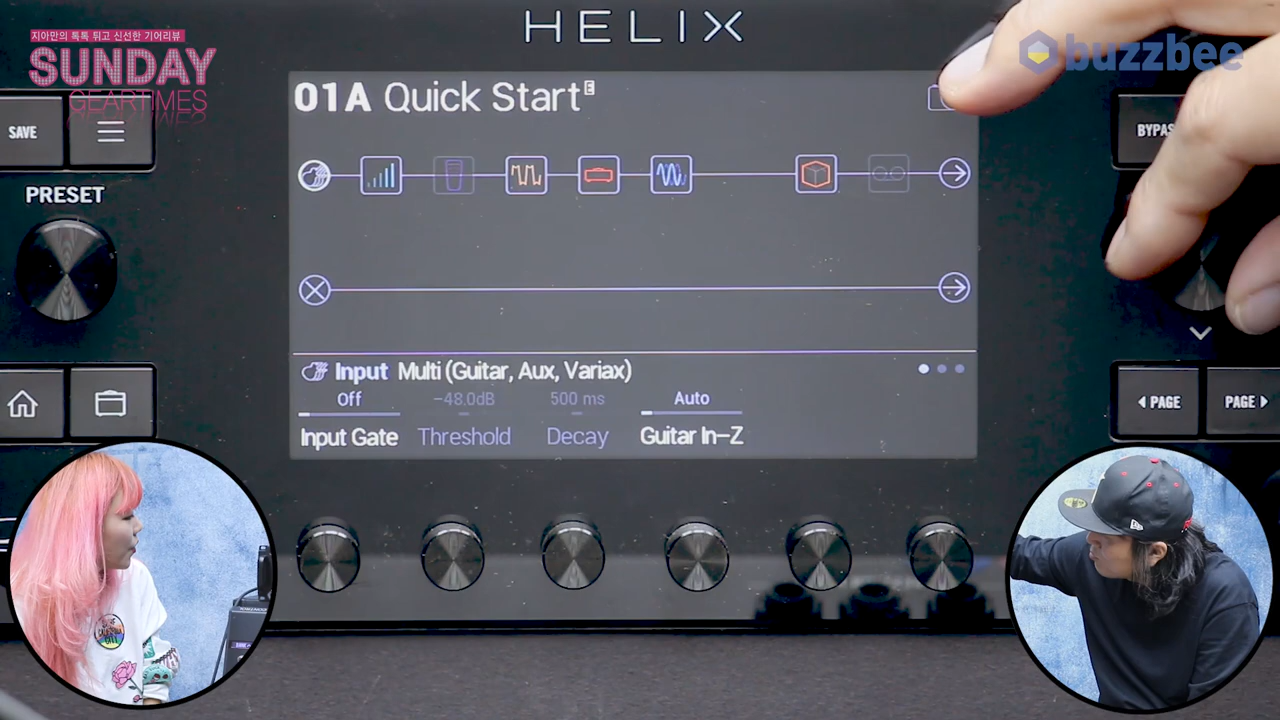 지아만의 톡톡 튀고 신선한 기어리뷰
SUNDAY
GEARTIMES
HELIX
buzzbee
01A Quick Start E
SAVE
BYPAS
PRESET
Input Multi (Guitar, Aux, Variax)
Off -48.0dB 500 ms Auto
Input Gate Threshold Decay Guitar In-Z
PAGE
PAGE